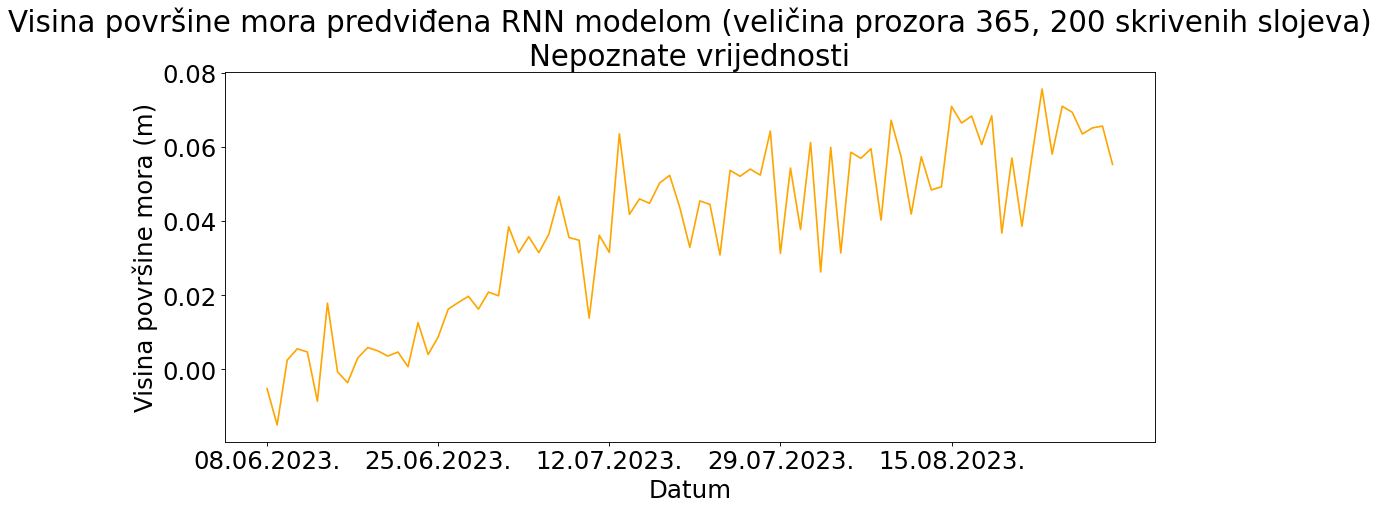 Visina površine mora predviđena RNN modelom (veličina prozora 365, 200 skrivenih slojeva)
Nepoznate vrijednosti
Visina površine mora (m)
0.08
0.06
0.04
0.02
0.00
08.06.2023. 25.06.2023. 12.07.2023. 29.07.2023. 15.08.2023.
Datum